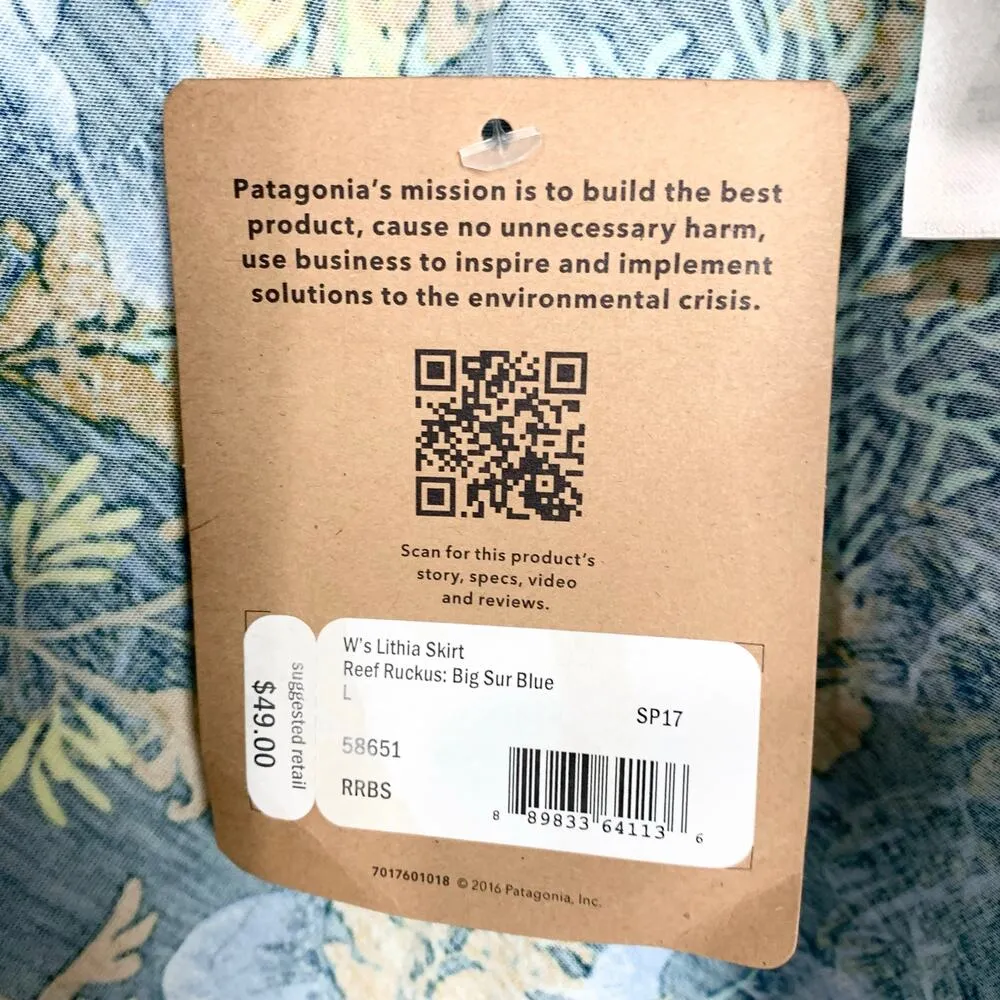 Patagonia's mission is to build the best
product, cause no unnecessary harm,
use business to inspire and implement
solutions to the environmental crisis.
Scan for this product's
story, specs, video
and reviews.
suggested retail
$49.00
W's Lithia Skirt
Reef Ruckus: Big Sur Blue
L
SP17
58651
RRBS
8 89833 64113 6
7017601018 © 2016 Patagonia, Inc.